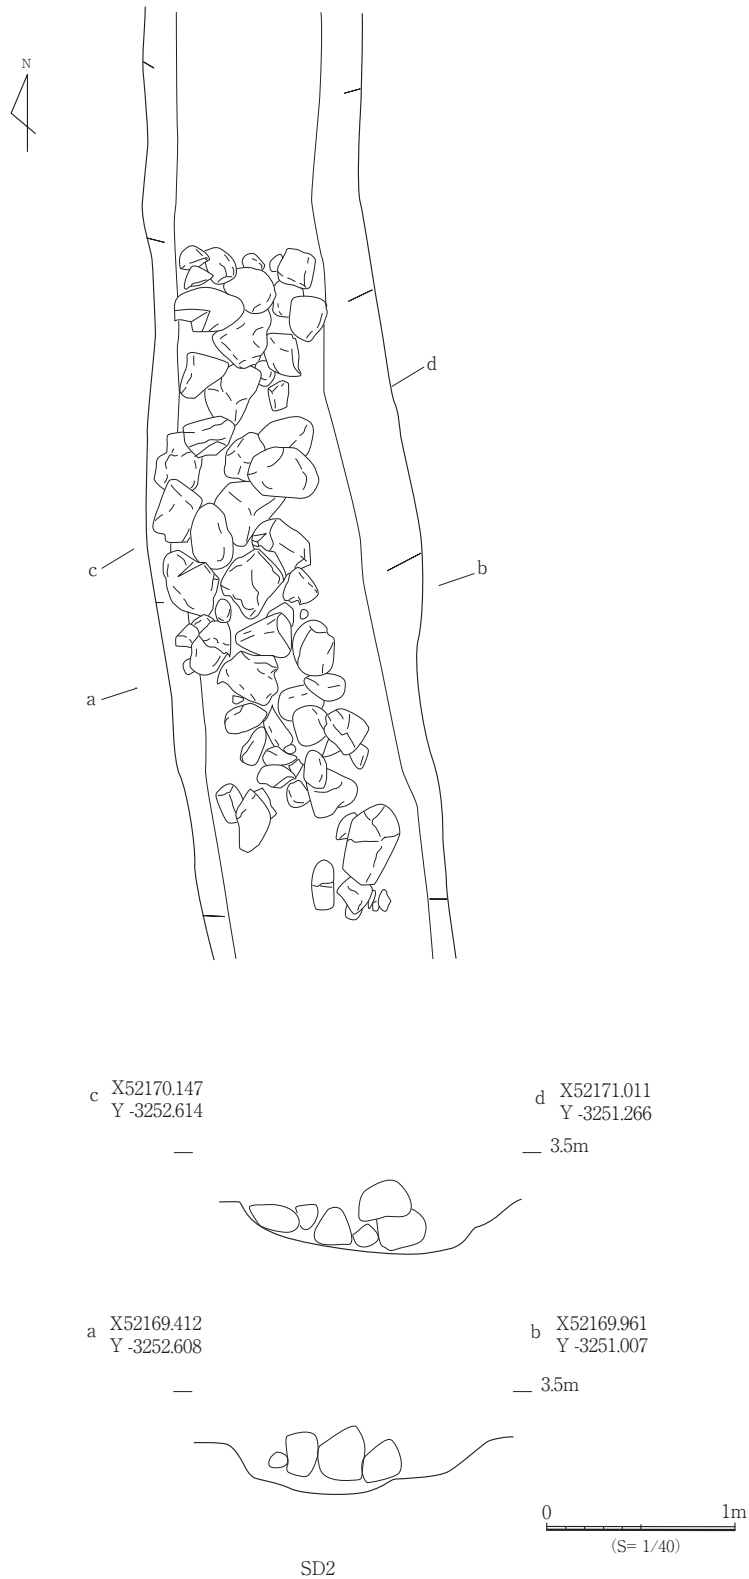 N
d
c
b
a
c
X52170.147
Y -3252.614
d
X52171.011
Y -3251.266
3.5m
a
X52169.412
Y -3252.608
b
X52169.961
Y -3251.007
3.5m
0 1m
(S= 1/40)
SD2